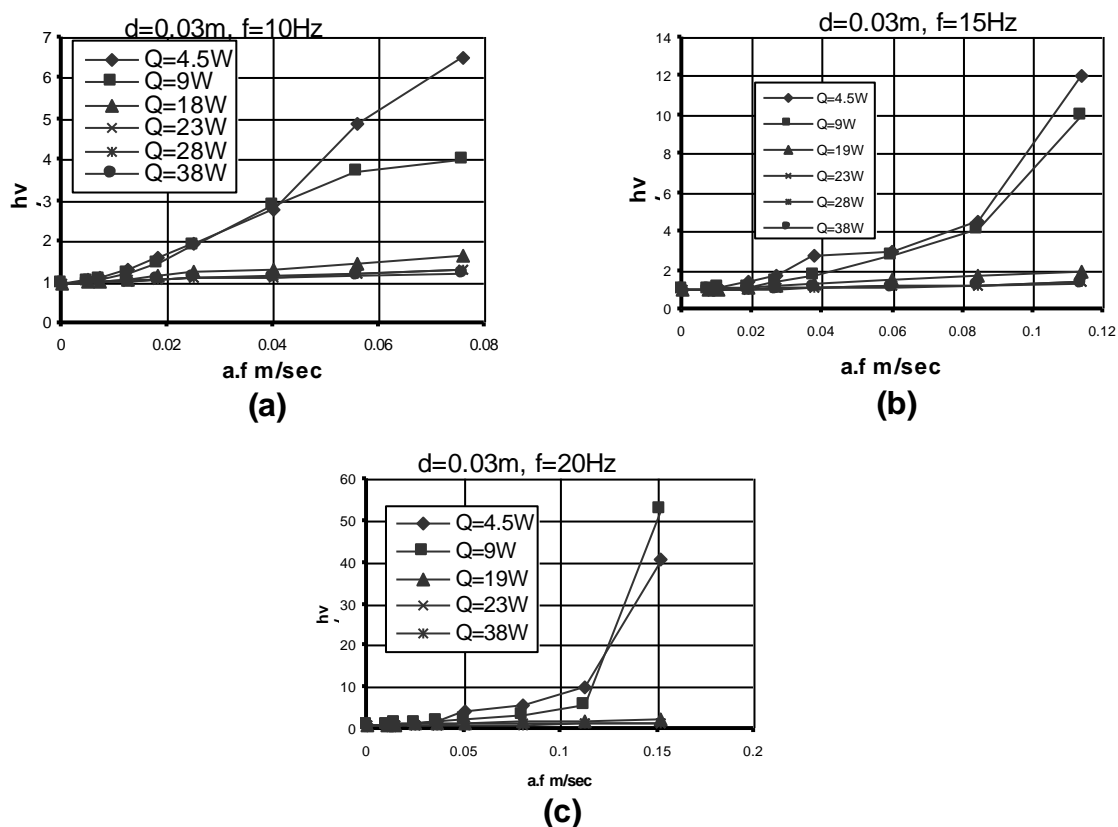 d=0.03m, f=10Hz
7
6
5
4
3
2
1
0
hv
,
Q=4.5W
Q=9W
Q=18W
Q=23W
Q=28W
Q=38W
0 0.02 0.04 0.06 0.08
a.f m/sec
(a)
d=0.03m, f=15Hz
14
12
10
8
6
4
2
0
hv
,
Q=4.5W
Q=9W
Q=19W
Q=23W
Q=28W
Q=38W
0 0.02 0.04 0.06 0.08 0.1 0.12
a.f m/sec
(b)
d=0.03m, f=20Hz
60
50
40
30
20
10
0
hv
,
Q=4.5W
Q=9W
Q=19W
Q=23W
Q=38W
0 0.05 0.1 0.15 0.2
a.f m/sec
(c)